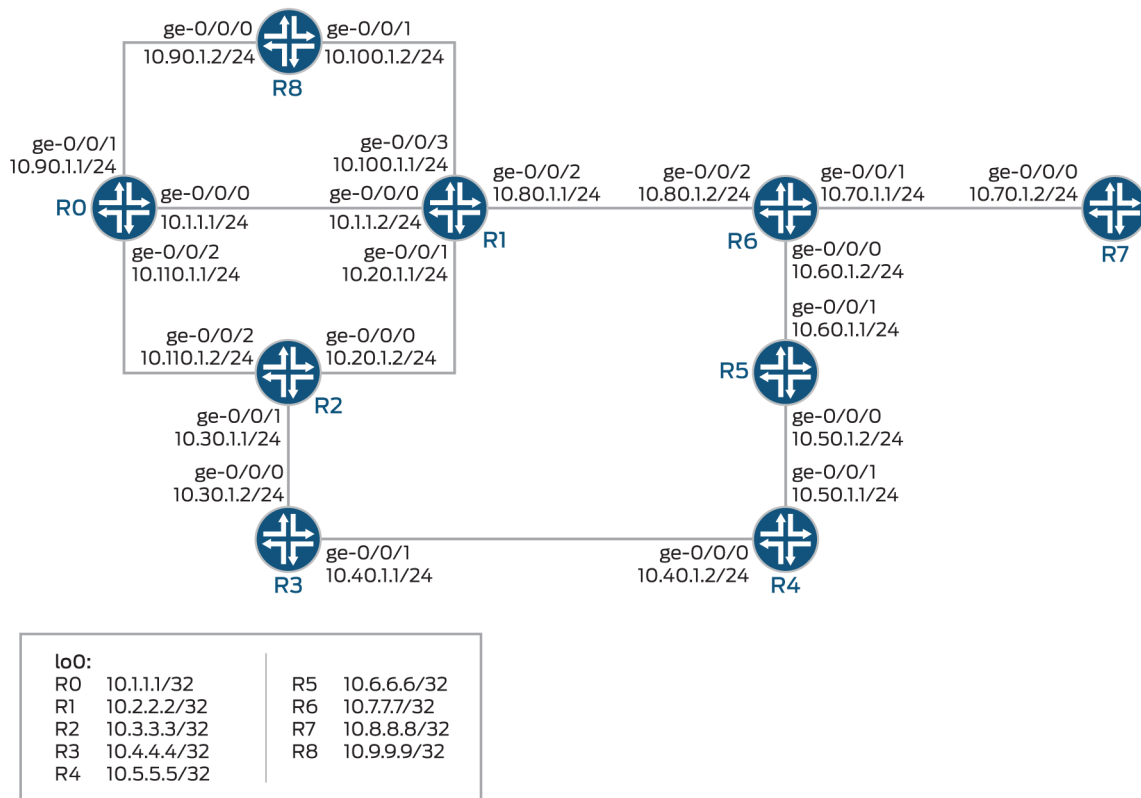 ge-0/0/0
10.90.1.2/24
ge-0/0/1
10.100.1.2/24
R8
ge-0/0/1
10.90.1.1/24
ge-0/0/3
10.100.1.1/24
R0
ge-0/0/0
10.1.1.1/24
ge-0/0/0
10.1.1.2/24
ge-0/0/2
10.80.1.1/24
ge-0/0/2
10.80.1.2/24
ge-0/0/1
10.70.1.1/24
ge-0/0/0
10.70.1.2/24
R1
R6
R7
ge-0/0/2
10.110.1.1/24
ge-0/0/1
10.20.1.1/24
ge-0/0/0
10.60.1.2/24
ge-0/0/2
10.110.1.2/24
ge-0/0/0
10.20.1.2/24
ge-0/0/1
10.60.1.1/24
R2
R5
ge-0/0/1
10.30.1.1/24
ge-0/0/0
10.50.1.2/24
ge-0/0/0
10.30.1.2/24
ge-0/0/1
10.50.1.1/24
R3
ge-0/0/1
10.40.1.1/24
ge-0/0/0
10.40.1.2/24
R4
lo0:
R0 10.1.1.1/32
R1 10.2.2.2/32
R2 10.3.3.3/32
R3 10.4.4.4/32
R4 10.5.5.5/32
R5 10.6.6.6/32
R6 10.7.7.7/32
R7 10.8.8.8/32
R8 10.9.9.9/32